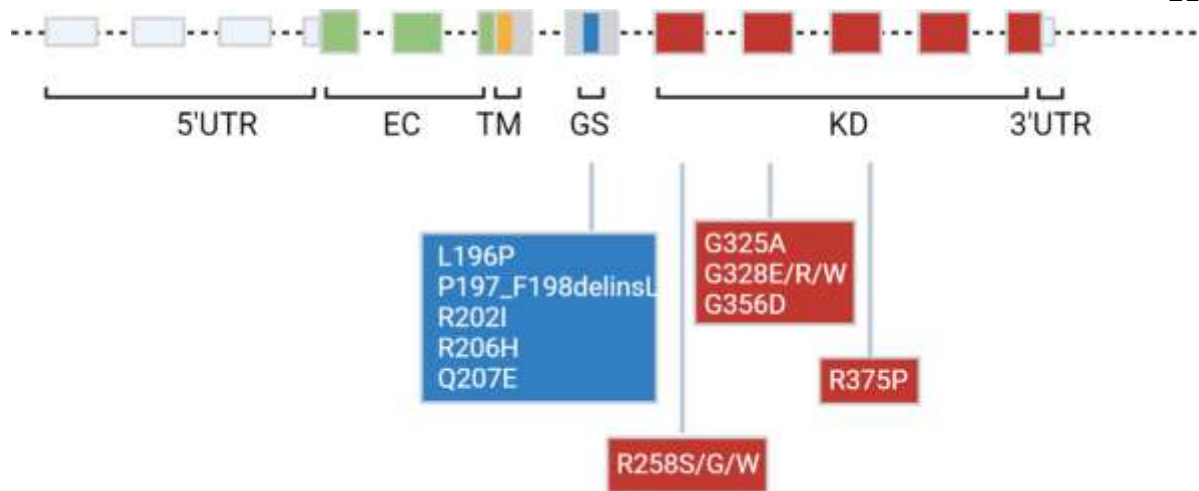 5'UTR EC TM GS KD 3'UTR
L196P
P197_F198delinsL
R202I
R206H
Q207E
G325A
G328E/R/W
G356D
R375P
R258S/G/W